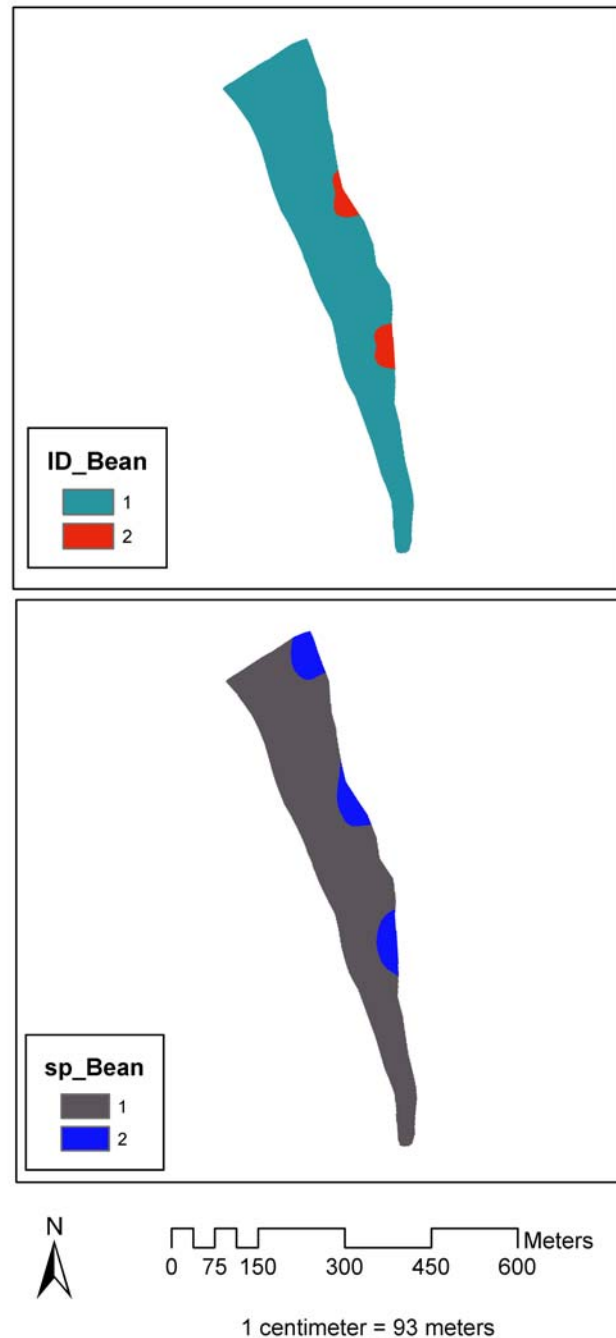 ID_Bean
1
2
sp_Bean
1
2
N
Meters
0 75 150 300 450 600
1 centimeter = 93 meters